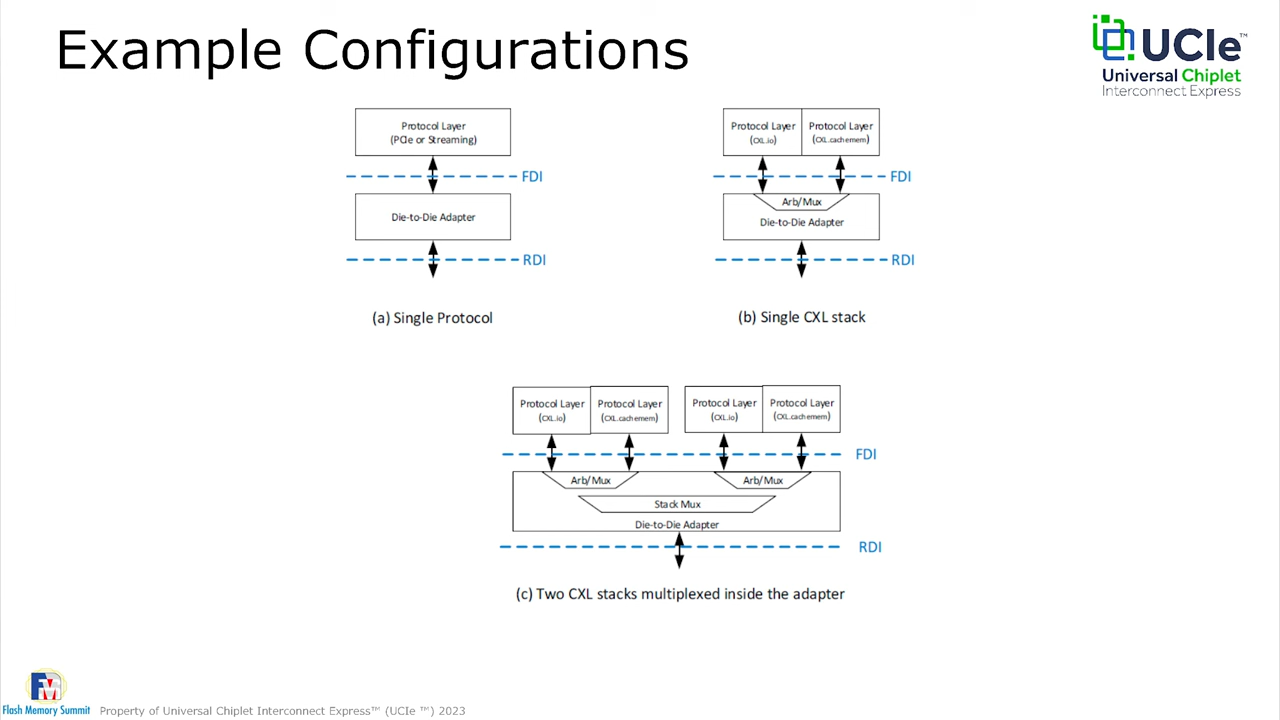 Example Configurations
UCIe™
Universal Chiplet
Interconnect Express
Protocol Layer
(PCIe or Streaming)
FDI
Die-to-Die Adapter
RDI
(a) Single Protocol
Protocol Layer
(CXL.io)
Protocol Layer
(CXL.cachemem)
FDI
Arb/Mux
Die-to-Die Adapter
RDI
(b) Single CXL stack
Protocol Layer
(CXL.io)
Protocol Layer
(CXL.cachemem)
Protocol Layer
(CXL.io)
Protocol Layer
(CXL.cachemem)
FDI
Arb/Mux
Arb/Mux
Stack Mux
Die-to-Die Adapter
RDI
(c) Two CXL stacks multiplexed inside the adapter
FM
Flash Memory Summit
Property of Universal Chiplet Interconnect Express™ (UCIe ™) 2023